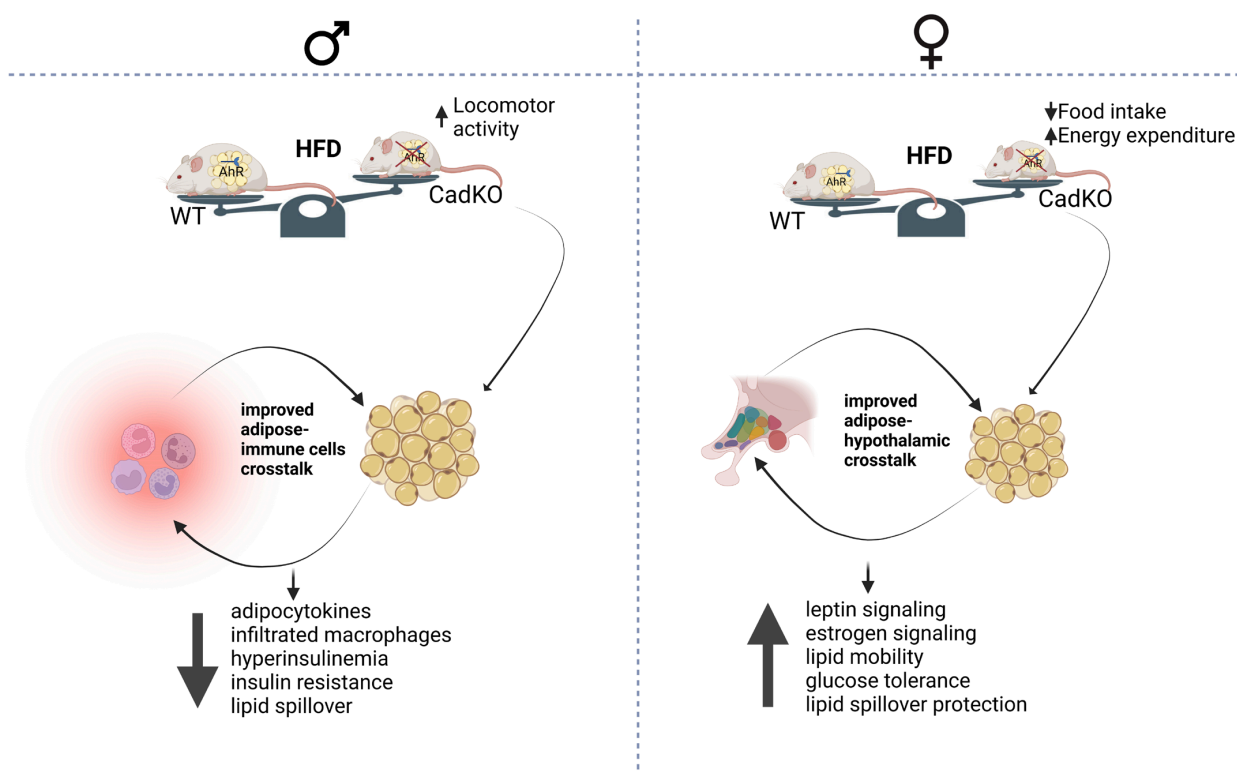 Locomotor
activity
HFD
AhR
AhR
WT
CadKO
improved
adipose-
immune cells
crosstalk
adipocytokines
infiltrated macrophages
hyperinsulinemia
insulin resistance
lipid spillover
Food intake
Energy expenditure
HFD
AhR
AhR
WT
CadKO
improved
adipose-
hypothalamic
crosstalk
leptin signaling
estrogen signaling
lipid mobility
glucose tolerance
lipid spillover protection